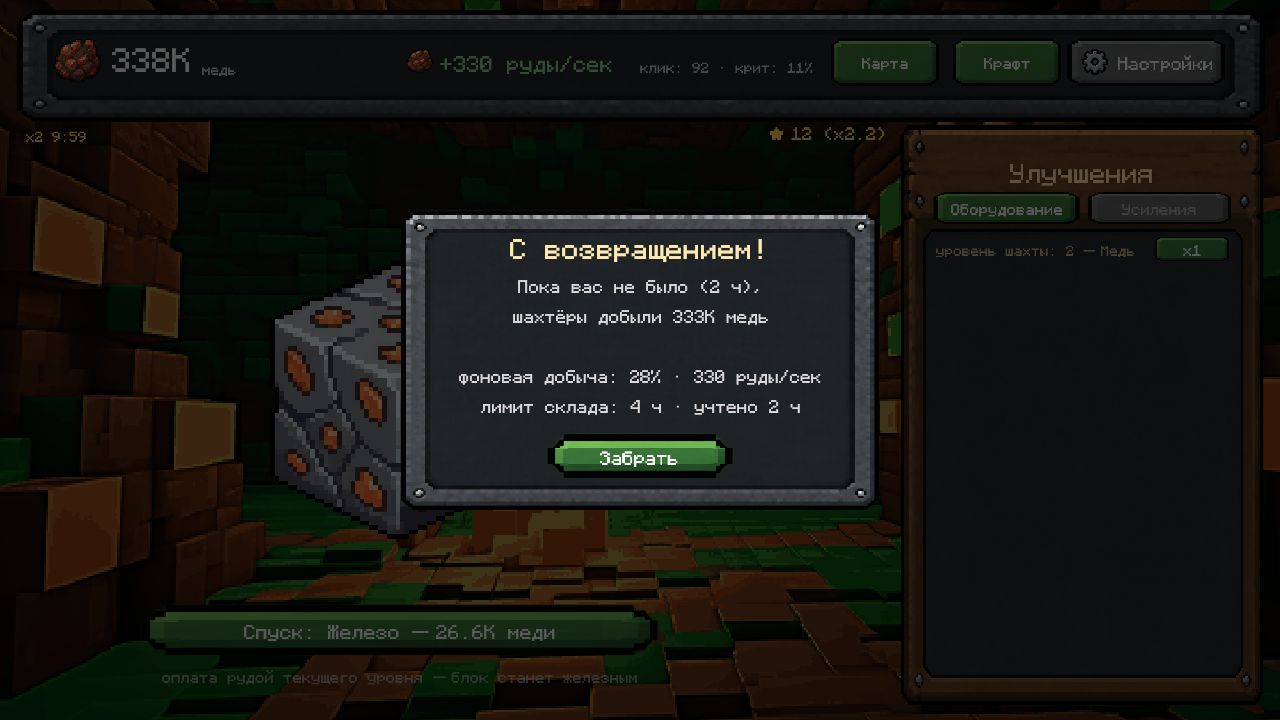 338K медь
+330 руды/сек
клик: 92 · крит: 11%
Карта
Крафт
Настройки
x2 9:59
12 (x2.2)
Улучшения
Оборудование
Усиления
уровень шахты: 2 — Медь
x1
С возвращением!
Пока вас не было (2 ч),
шахтёры добыли 333K медь
фоновая добыча: 28% · 330 руды/сек
лимит склада: 4 ч · учтено 2 ч
Забрать
Спуск: Железо — 26.6K меди
оплата рудой текущего уровня — блок станет железным